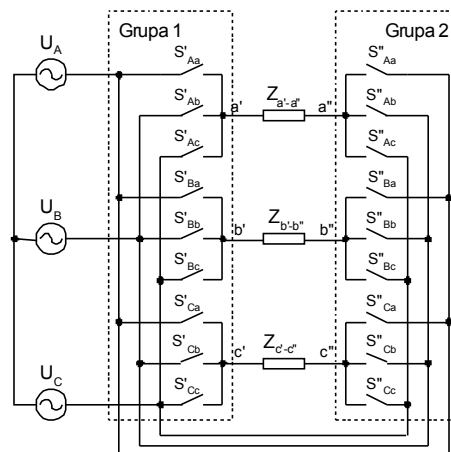 Grupa 1 Grupa 2
U_A S'_Aa S''_Aa
S'_Ab Z_a'-a'' S''_Ab
a' a''
S'_Ac S''_Ac
S'_Ba S''_Ba
U_B S'_Bb Z_b'-b'' S''_Bb
b' b''
S'_Bc S''_Bc
S'_Ca S''_Ca
S'_Cb Z_c'-c'' S''_Cb
c' c''
U_C S'_Cc S''_Cc